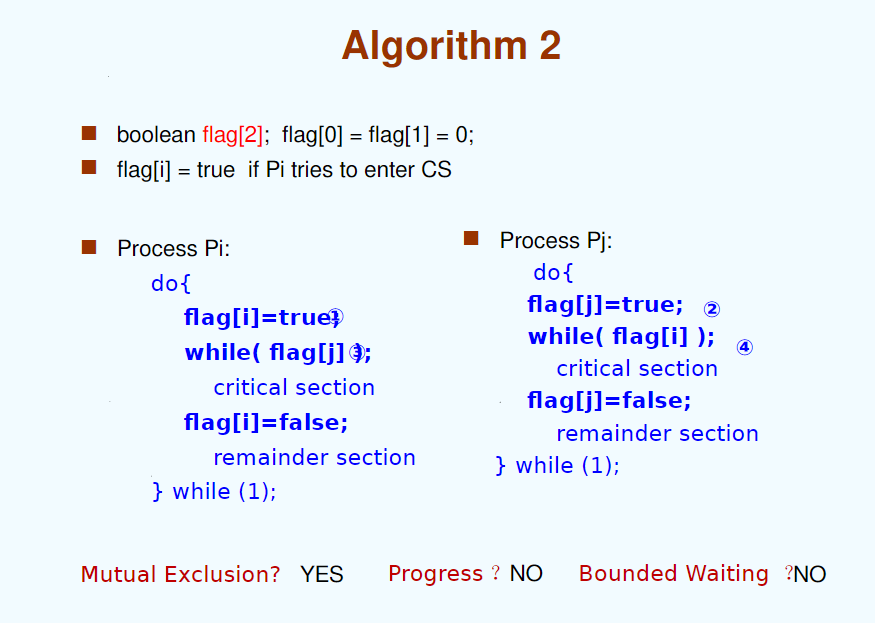 Algorithm 2
boolean flag[2];  flag[0] = flag[1] = 0;
flag[i] = true  if Pi tries to enter CS
Process Pi:
do{
flag[i]=true; ①
while( flag[j] ); ③
critical section
flag[i]=false;
remainder section
} while (1);
Process Pj:
do{
flag[j]=true; ②
while( flag[i] ); ④
critical section
flag[j]=false;
remainder section
} while (1);
Mutual Exclusion? YES Progress ? NO Bounded Waiting ?NO